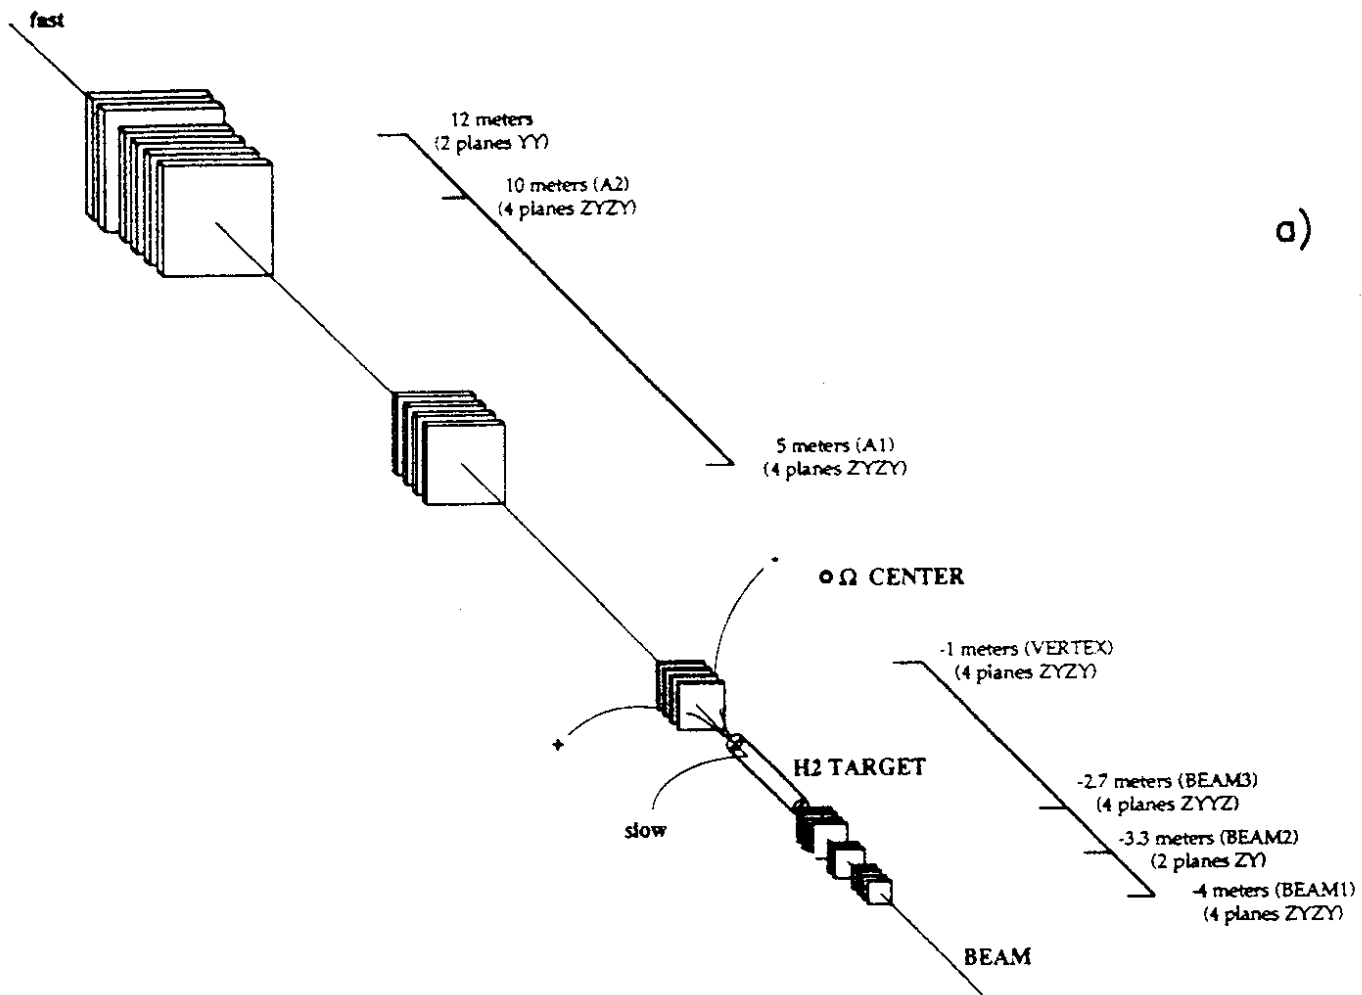 fast
12 meters
(2 planes YY)
10 meters (A2)
(4 planes ZYZY)
a)
5 meters (A1)
(4 planes ZYZY)
-
Ω CENTER
-1 meters (VERTEX)
(4 planes ZYZY)
+
H2 TARGET
-2.7 meters (BEAM3)
(4 planes ZYYZ)
slow
-3.3 meters (BEAM2)
(2 planes ZY)
-4 meters (BEAM1)
(4 planes ZYZY)
BEAM